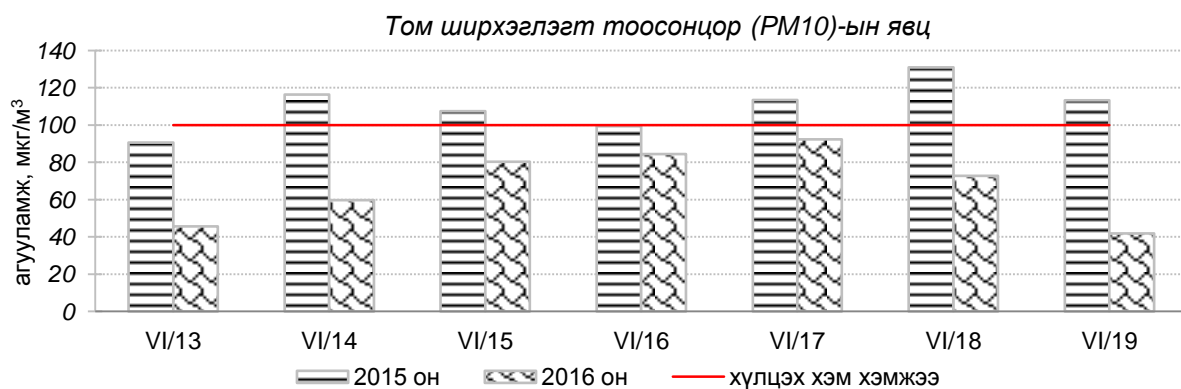 Том ширхэглэгт тоосонцор (PM10)-ын явц
агууламж, мкг/м³
140
120
100
80
60
40
20
0
VI/13 VI/14 VI/15 VI/16 VI/17 VI/18 VI/19
2015 он 2016 он хүлцэх хэм хэмжээ